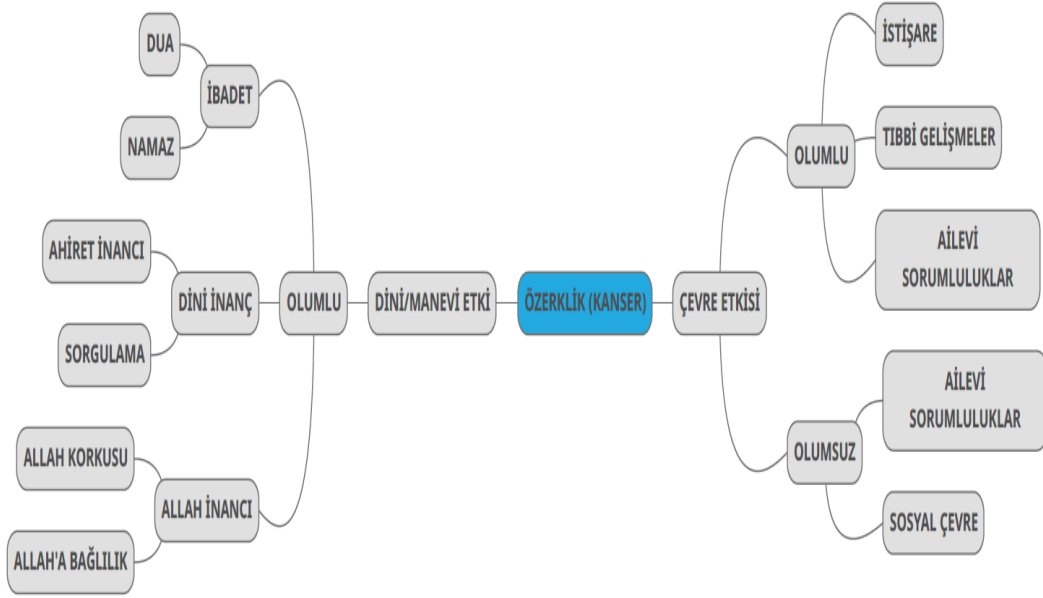 DUA
İBADET
NAMAZ
AHİRET İNANCI
DİNİ İNANÇ
SORGULAMA
ALLAH KORKUSU
ALLAH İNANCI
ALLAH'A BAĞLILIK
OLUMLU
DİNİ/MANEVİ ETKİ
ÖZERKLİK (KANSER)
ÇEVRE ETKİSİ
OLUMLU
İSTİŞARE
TIBBİ GELİŞMELER
AİLEVİ
SORUMLULUKLAR
OLUMSUZ
AİLEVİ
SORUMLULUKLAR
SOSYAL ÇEVRE